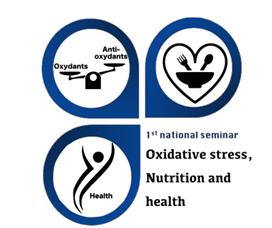 Anti-
oxydants
Oxydants
Health
1st national seminar
Oxidative stress,
Nutrition and
health